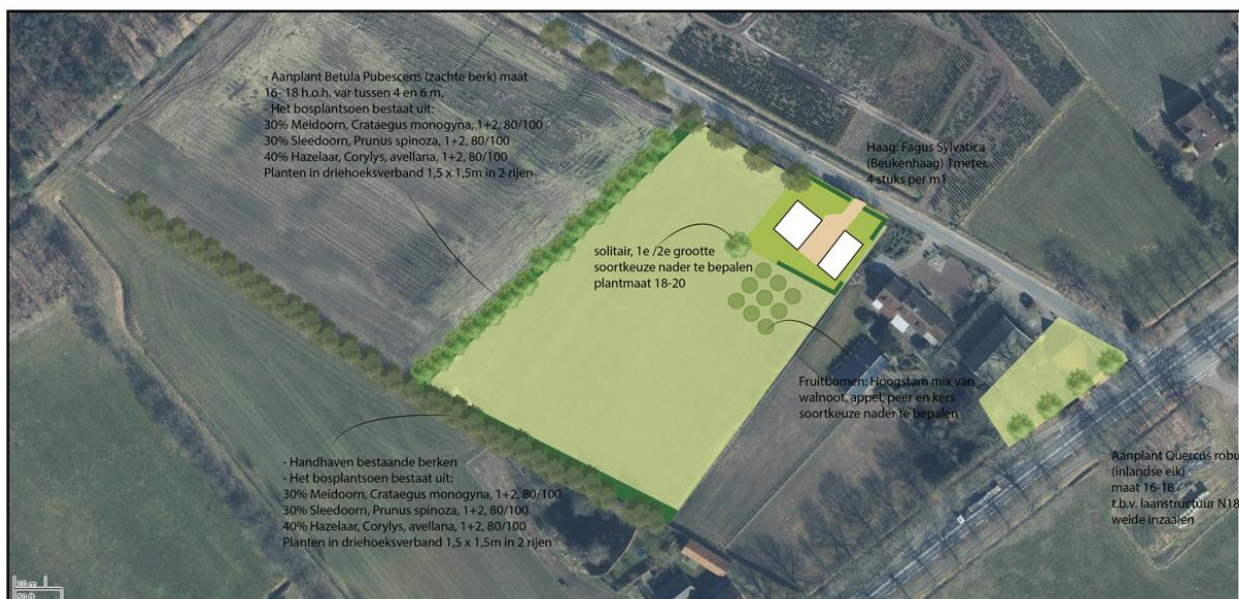 - Aanplant Betula Pubescens (zachte berk) maat
16- 18 h.o.h. var tussen 4 en 6 m.
- Het bosplantsoen bestaat uit:
30% Meidoorn, Crataegus monogyna, 1+2, 80/100
30% Sleedoorn, Prunus spinoza, 1+2, 80/100
40% Hazelaar, Corylys, avellana, 1+2, 80/100
Planten in driehoeksverband 1,5 x 1,5m in 2 rijen
Haag: Fagus Sylvatica
(Beukenhaag) 1meter.
4 stuks per m1
solitair, 1e /2e grootte
soortkeuze nader te bepalen
plantmaat 18-20
Fruitbomen: Hoogstam mix van
walnoot, appel, peer en kers
soortkeuze nader te bepalen
- Handhaven bestaande berken
- Het bosplantsoen bestaat uit:
30% Meidoorn, Crataegus monogyna, 1+2, 80/100
30% Sleedoorn, Prunus spinoza, 1+2, 80/100
40% Hazelaar, Corylys, avellana, 1+2, 80/100
Planten in driehoeksverband 1,5 x 1,5m in 2 rijen
Aanplant Quercus robu
(inlandse eik)
maat 16-18
t.b.v. laanstructuur N18
weide inzaaien